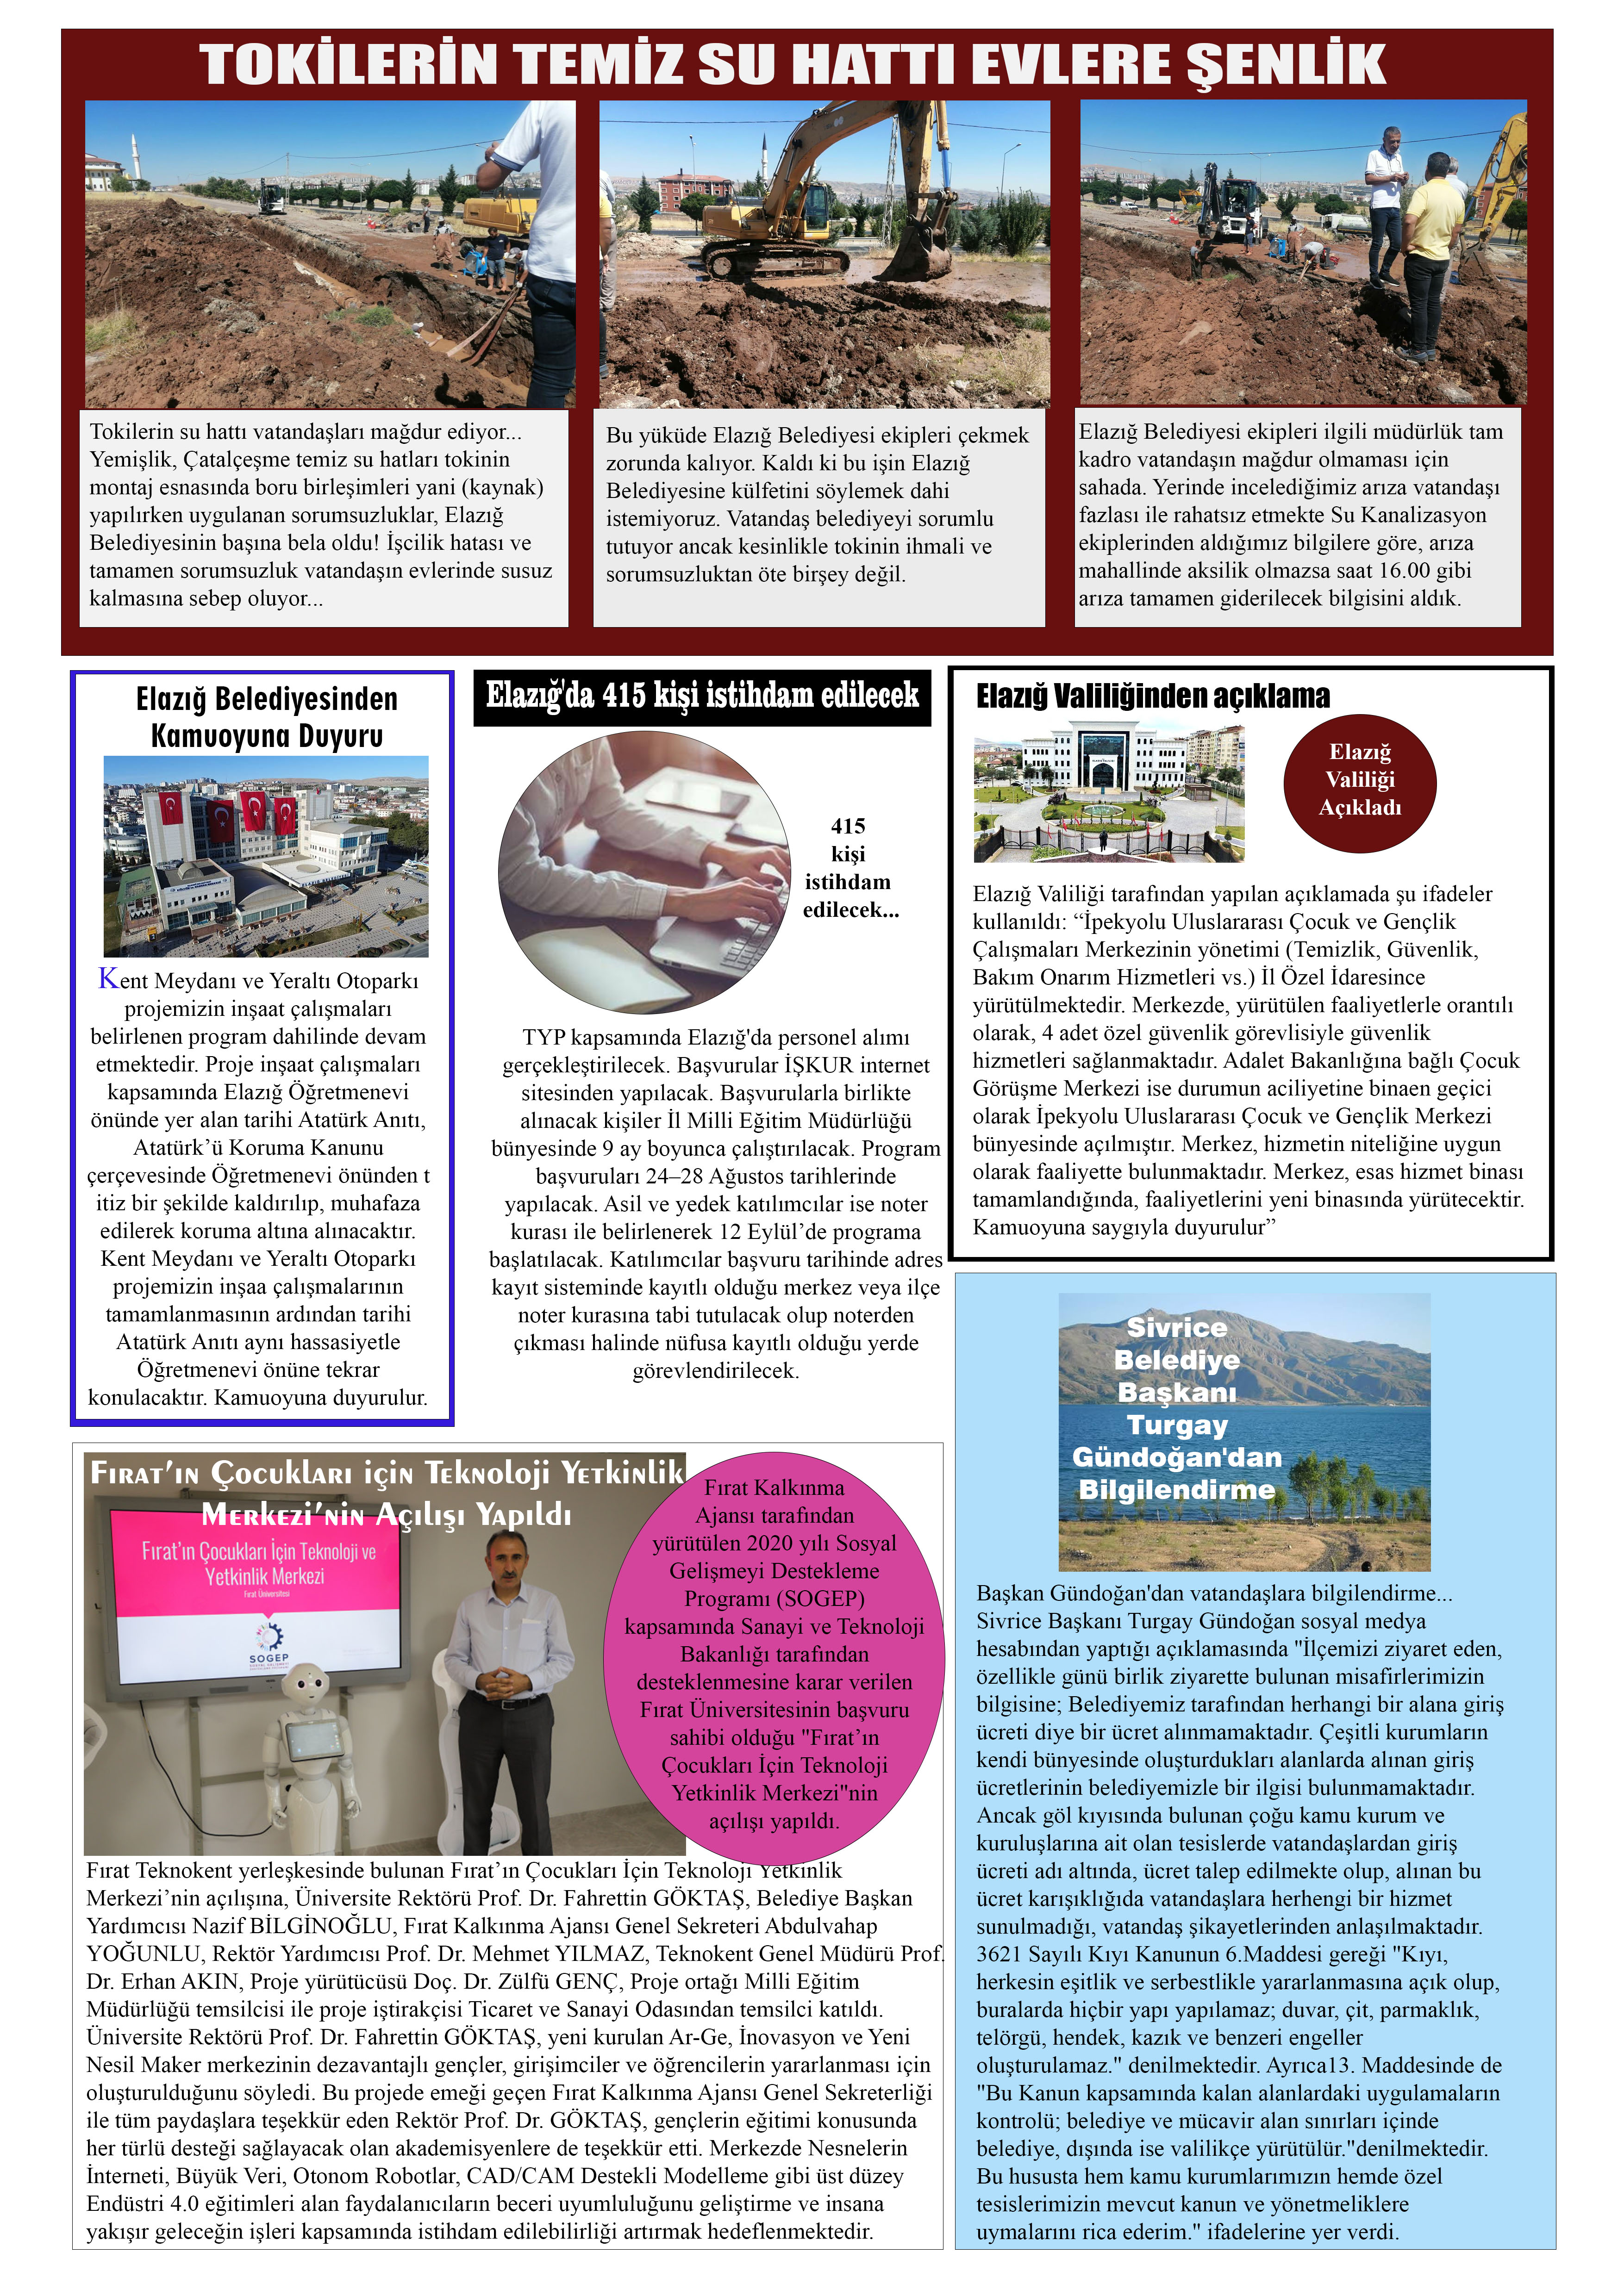 TOKİLERİN TEMİZ SU HATTI EVLERE ŞENLİK
Tokilerin su hattı vatandaşları mağdur ediyor...
Yemişlik, Çatalçeşme temiz su hatları tokinin
montaj esnasında boru birleşimleri yani (kaynak)
yapılırken uygulanan sorumsuzluklar, Elazığ
Belediyesinin başına bela oldu! İşcilik hatası ve
tamamen sorumsuzluk vatandaşın evlerinde susuz
kalmasına sebep oluyor...
Bu yüküde Elazığ Belediyesi ekipleri çekmek
zorunda kalıyor. Kaldı ki bu işin Elazığ
Belediyesine külfetini söylemek dahi
istemiyoruz. Vatandaş belediyeyi sorumlu
tutuyor ancak kesinlikle tokinin ihmali ve
sorumsuzluktan öte birşey değil.
Elazığ Belediyesi ekipleri ilgili müdürlük tam
kadro vatandaşın mağdur olmaması için
sahada. Yerinde incelediğimiz arıza vatandaşı
fazlası ile rahatsız etmekte Su Kanalizasyon
ekiplerinden aldığımız bilgilere göre, arıza
mahallinde aksilik olmazsa saat 16.00 gibi
arıza tamamen giderilecek bilgisini aldık.
Elazığ Belediyesinden
Kamuoyuna Duyuru
Kent Meydanı ve Yeraltı Otoparkı
projemizin inşaat çalışmaları
belirlenen program dahilinde devam
etmektedir. Proje inşaat çalışmaları
kapsamında Elazığ Öğretmenevi
önünde yer alan tarihi Atatürk Anıtı,
Atatürk’ü Koruma Kanunu
çerçevesinde Öğretmenevi önünden t
itiz bir şekilde kaldırılıp, muhafaza
edilerek koruma altına alınacaktır.
Kent Meydanı ve Yeraltı Otoparkı
projemizin inşaa çalışmalarının
tamamlanmasının ardından tarihi
Atatürk Anıtı aynı hassasiyetle
Öğretmenevi önüne tekrar
konulacaktır. Kamuoyuna duyurulur.
Elazığ'da 415 kişi istihdam edilecek
415
kişi
istihdam
edilecek...
TYP kapsamında Elazığ'da personel alımı
gerçekleştirilecek. Başvurular İŞKUR internet
sitesinden yapılacak. Başvurularla birlikte
alınacak kişiler İl Milli Eğitim Müdürlüğü
bünyesinde 9 ay boyunca çalıştırılacak. Program
başvuruları 24–28 Ağustos tarihlerinde
yapılacak. Asil ve yedek katılımcılar ise noter
kurası ile belirlenerek 12 Eylül’de programa
başlatılacak. Katılımcılar başvuru tarihinde adres
kayıt sisteminde kayıtlı olduğu merkez veya ilçe
noter kurasına tabi tutulacak olup noterden
çıkması halinde nüfusa kayıtlı olduğu yerde
görevlendirilecek.
Elazığ Valiliğinden açıklama
Elazığ
Valiliği
Açıkladı
Elazığ Valiliği tarafından yapılan açıklamada şu ifadeler
kullanıldı: “İpekyolu Uluslararası Çocuk ve Gençlik
Çalışmaları Merkezinin yönetimi (Temizlik, Güvenlik,
Bakım Onarım Hizmetleri vs.) İl Özel İdaresince
yürütülmektedir. Merkezde, yürütülen faaliyetlerle orantılı
olarak, 4 adet özel güvenlik görevlisiyle güvenlik
hizmetleri sağlanmaktadır. Adalet Bakanlığına bağlı Çocuk
Görüşme Merkezi ise durumun aciliyetine binaen geçici
olarak İpekyolu Uluslararası Çocuk ve Gençlik Merkezi
bünyesinde açılmıştır. Merkez, hizmetin niteliğine uygun
olarak faaliyette bulunmaktadır. Merkez, esas hizmet binası
tamamlandığında, faaliyetlerini yeni binasında yürütecektir.
Kamuoyuna saygıyla duyurulur”
Fırat’ın Çocukları için Teknoloji Yetkinlik
Merkezi’nin Açılışı Yapıldı
Fırat'ın Çocukları İçin Teknoloji ve
Yetkinlik Merkezi
Fırat Üniversitesi
SOGEP
Fırat Kalkınma
Ajansı tarafından
yürütülen 2020 yılı Sosyal
Gelişmeyi Destekleme
Programı (SOGEP)
kapsamında Sanayi ve Teknoloji
Bakanlığı tarafından
desteklenmesine karar verilen
Fırat Üniversitesinin başvuru
sahibi olduğu "Fırat’ın
Çocukları İçin Teknoloji
Yetkinlik Merkezi"nin
açılışı yapıldı.
Fırat Teknokent yerleşkesinde bulunan Fırat’ın Çocukları İçin Teknoloji Yetkinlik
Merkezi’nin açılışına, Üniversite Rektörü Prof. Dr. Fahrettin GÖKTAŞ, Belediye Başkan
Yardımcısı Nazif BİLGİNOĞLU, Fırat Kalkınma Ajansı Genel Sekreteri Abdulvahap
YOĞUNLU, Rektör Yardımcısı Prof. Dr. Mehmet YILMAZ, Teknokent Genel Müdürü Prof.
Dr. Erhan AKIN, Proje yürütücüsü Doç. Dr. Zülfü GENÇ, Proje ortağı Milli Eğitim
Müdürlüğü temsilcisi ile proje iştirakçisi Ticaret ve Sanayi Odasından temsilci katıldı.
Üniversite Rektörü Prof. Dr. Fahrettin GÖKTAŞ, yeni kurulan Ar-Ge, İnovasyon ve Yeni
Nesil Maker merkezinin dezavantajlı gençler, girişimciler ve öğrencilerin yararlanması için
oluşturulduğunu söyledi. Bu projede emeği geçen Fırat Kalkınma Ajansı Genel Sekreterliği
ile tüm paydaşlara teşekkür eden Rektör Prof. Dr. GÖKTAŞ, gençlerin eğitimi konusunda
her türlü desteği sağlayacak olan akademisyenlere de teşekkür etti. Merkezde Nesnelerin
İnterneti, Büyük Veri, Otonom Robotlar, CAD/CAM Destekli Modelleme gibi üst düzey
Endüstri 4.0 eğitimleri alan faydalanıcıların beceri uyumluluğunu geliştirme ve insana
yakışır geleceğin işleri kapsamında istihdam edilebilirliği artırmak hedeflenmektedir.
Sivrice
Belediye
Başkanı
Turgay
Gündoğan'dan
Bilgilendirme
Başkan Gündoğan'dan vatandaşlara bilgilendirme...
Sivrice Başkanı Turgay Gündoğan sosyal medya
hesabından yaptığı açıklamasında "İlçemizi ziyaret eden,
özellikle günü birlik ziyarette bulunan misafirlerimizin
bilgisine; Belediyemiz tarafından herhangi bir alana giriş
ücreti diye bir ücret alınmamaktadır. Çeşitli kurumların
kendi bünyesinde oluşturdukları alanlarda alınan giriş
ücretlerinin belediyemizle bir ilgisi bulunmamaktadır.
Ancak göl kıyısında bulunan çoğu kamu kurum ve
kuruluşlarına ait olan tesislerde vatandaşlardan giriş
ücreti adı altında, ücret talep edilmekte olup, alınan bu
ücret karışıklığıda vatandaşlara herhengi bir hizmet
sunulmadığı, vatandaş şikayetlerinden anlaşılmaktadır.
3621 Sayılı Kıyı Kanunun 6.Maddesi gereği "Kıyı,
herkesin eşitlik ve serbestlikle yararlanmasına açık olup,
buralarda hiçbir yapı yapılamaz; duvar, çit, parmaklık,
telörgü, hendek, kazık ve benzeri engeller
oluşturulamaz." denilmektedir. Ayrıca13. Maddesinde de
"Bu Kanun kapsamında kalan alanlardaki uygulamaların
kontrolü; belediye ve mücavir alan sınırları içinde
belediye, dışında ise valilikçe yürütülür."denilmektedir.
Bu hususta hem kamu kurumlarımızın hemde özel
tesislerimizin mevcut kanun ve yönetmeliklere
uymalarını rica ederim." ifadelerine yer verdi.